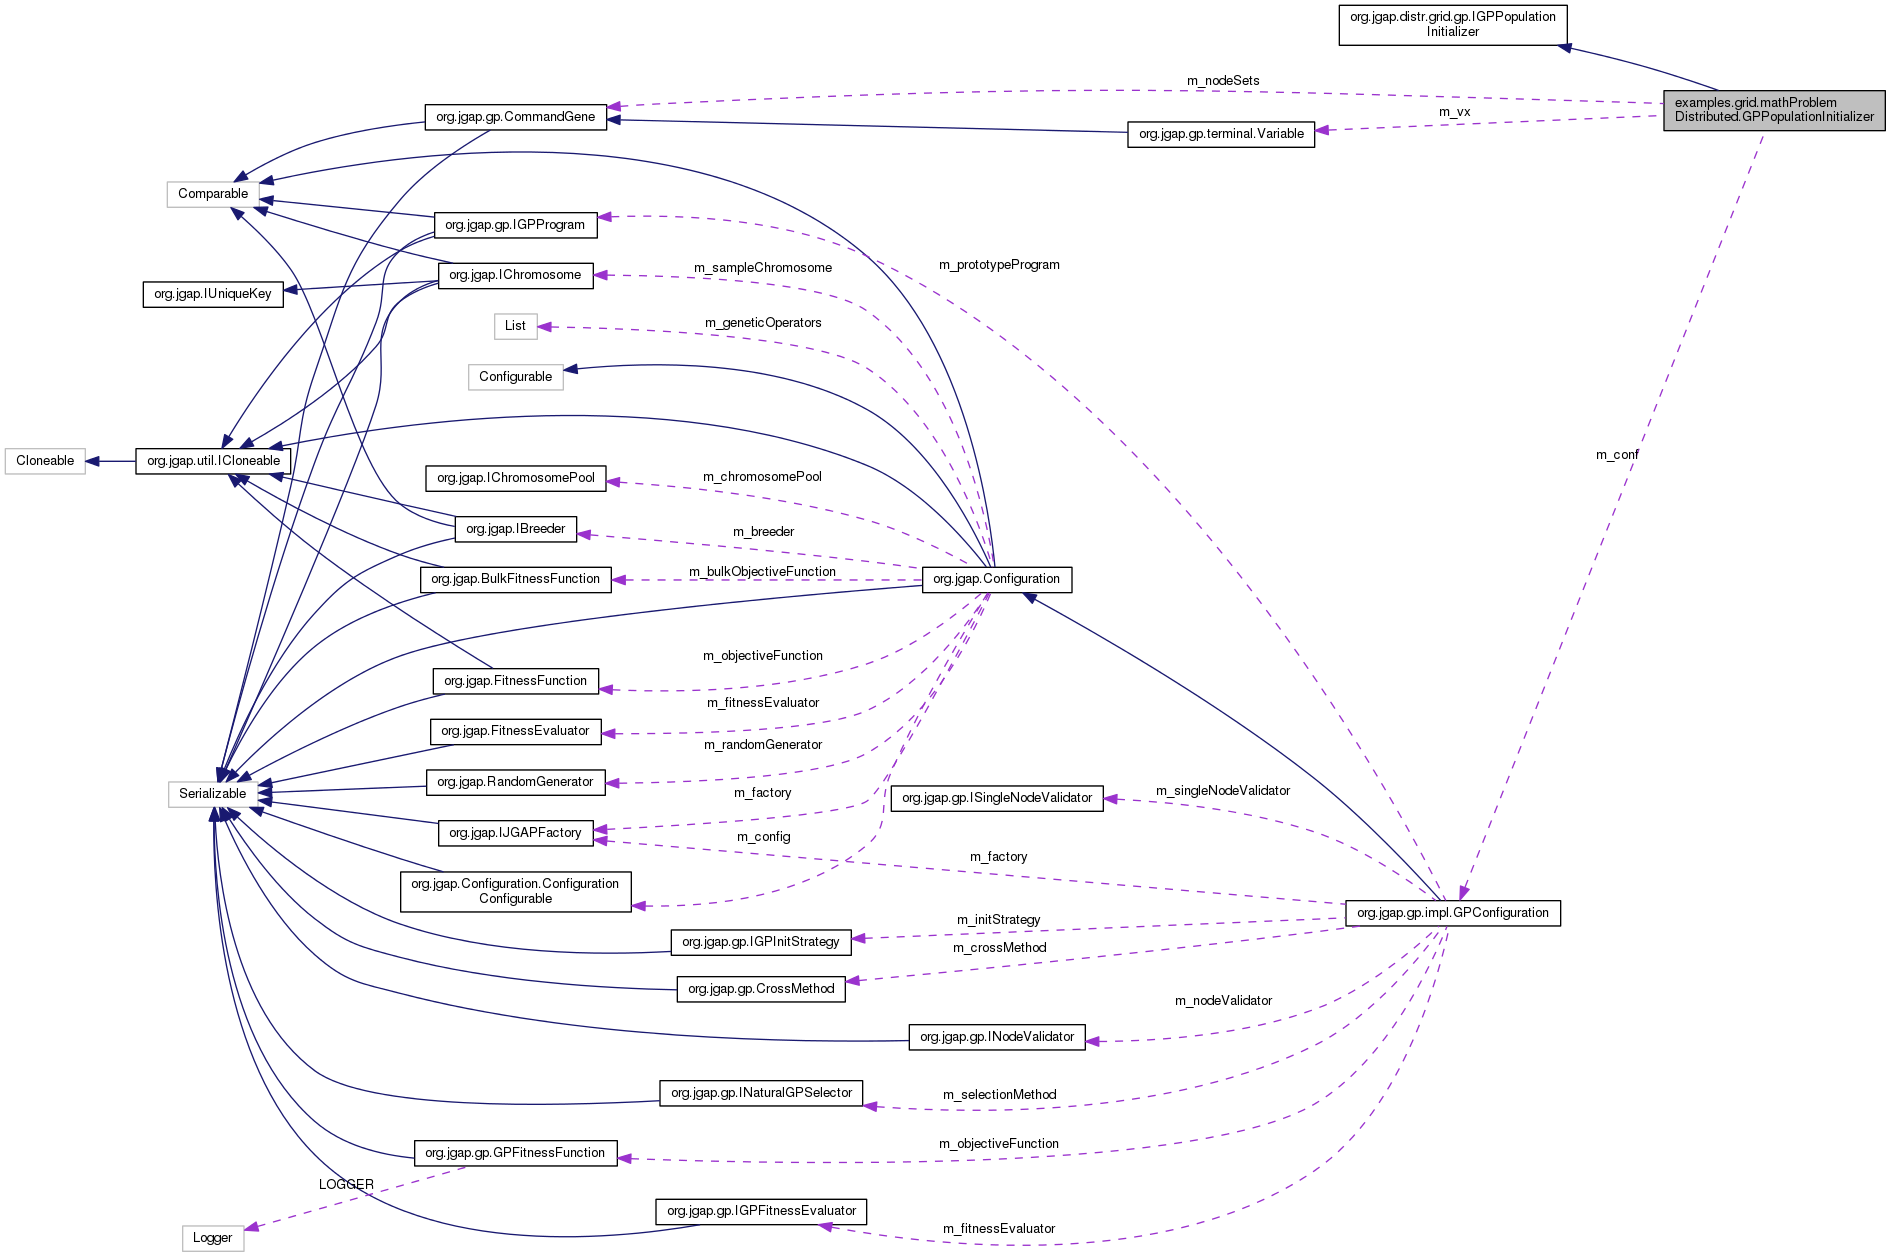 org.jgap.distr.grid.gp.IGPPopulation
Initializer
m_nodeSets
examples.grid.mathProblem
Distributed.GPPopulationInitializer
m_vx
org.jgap.gp.CommandGene
org.jgap.gp.terminal.Variable
Comparable
org.jgap.gp.IGPProgram
m_prototypeProgram
m_sampleChromosome
org.jgap.IChromosome
org.jgap.IUniqueKey
List
m_geneticOperators
Configurable
m_conf
Cloneable
org.jgap.util.ICloneable
org.jgap.IChromosomePool
m_chromosomePool
org.jgap.IBreeder
m_breeder
org.jgap.BulkFitnessFunction
m_bulkObjectiveFunction
org.jgap.Configuration
m_objectiveFunction
org.jgap.FitnessFunction
m_fitnessEvaluator
org.jgap.FitnessEvaluator
m_randomGenerator
org.jgap.RandomGenerator
Serializable
m_factory
org.jgap.gp.ISingleNodeValidator
m_singleNodeValidator
org.jgap.IJGAPFactory
m_config
m_factory
org.jgap.Configuration.Configuration
Configurable
org.jgap.gp.impl.GPConfiguration
m_initStrategy
org.jgap.gp.IGPInitStrategy
m_crossMethod
org.jgap.gp.CrossMethod
m_nodeValidator
org.jgap.gp.INodeValidator
org.jgap.gp.INaturalGPSelector
m_selectionMethod
m_objectiveFunction
org.jgap.gp.GPFitnessFunction
LOGGER
org.jgap.gp.IGPFitnessEvaluator
m_fitnessEvaluator
Logger